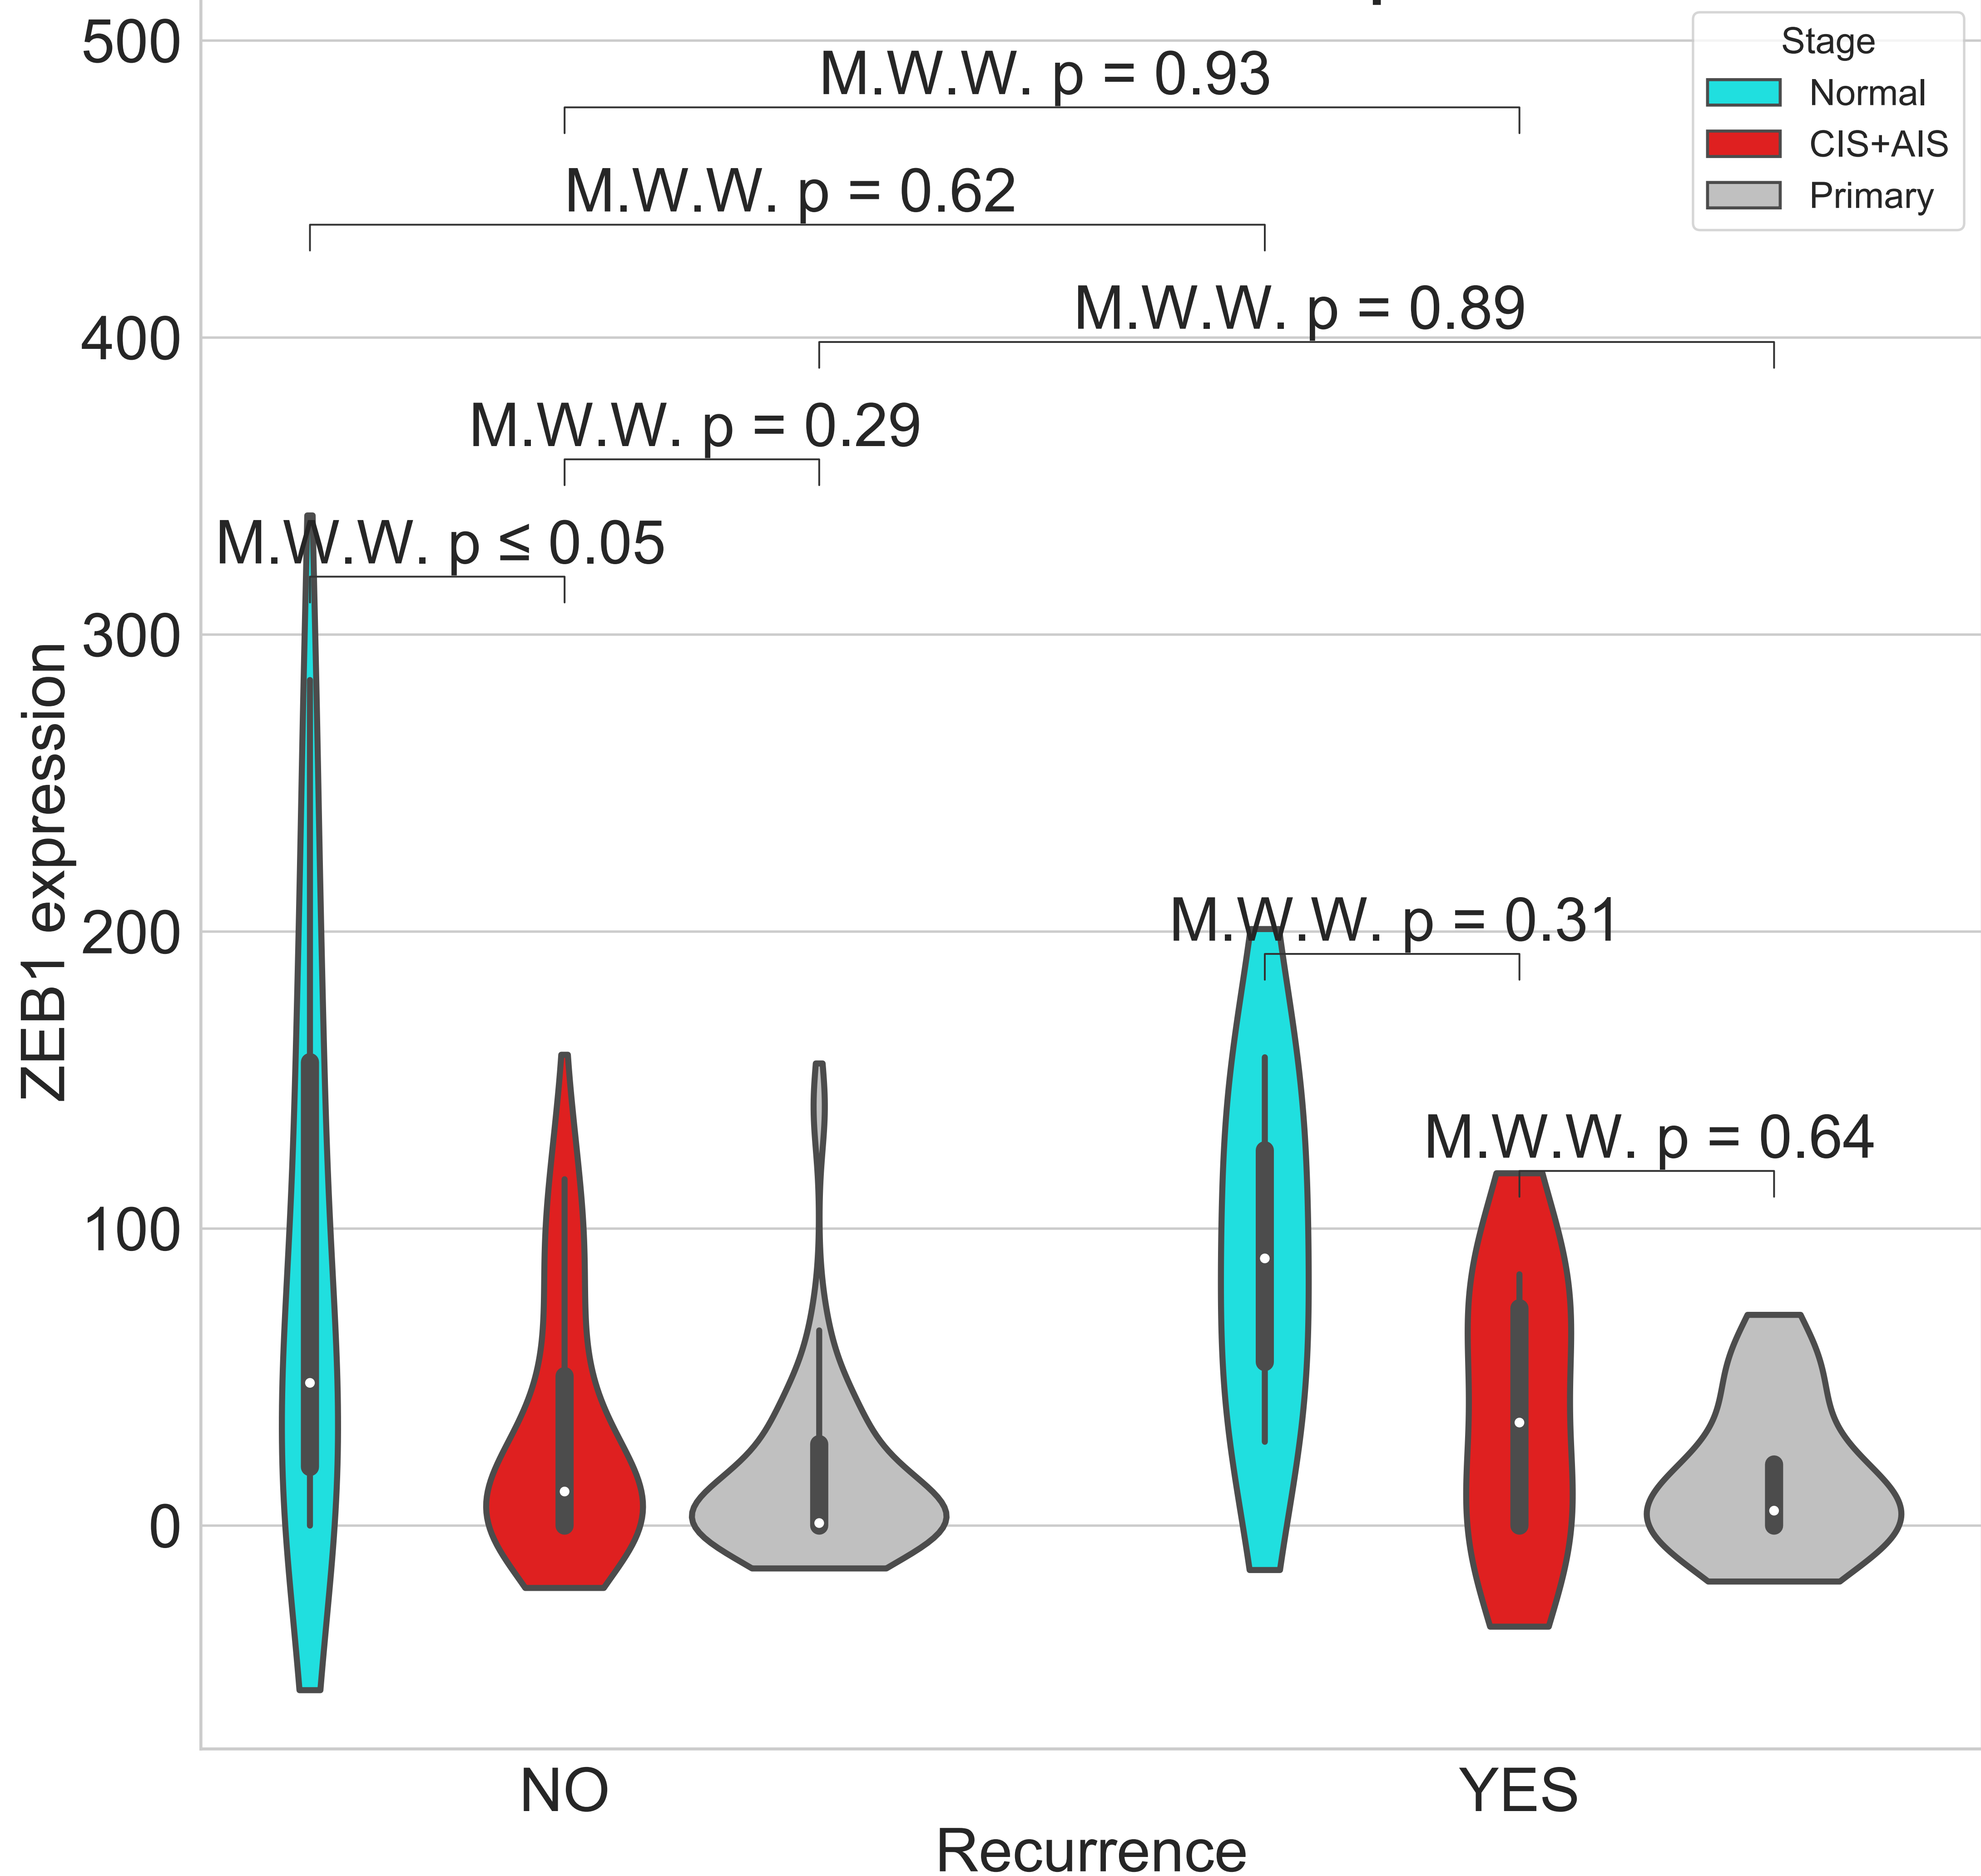 500
400
300
200
100
0
ZEB1 expression
M.W.W. p = 0.93
M.W.W. p = 0.62
M.W.W. p = 0.89
M.W.W. p = 0.29
M.W.W. p ≤ 0.05
M.W.W. p = 0.31
M.W.W. p = 0.64
Stage
Normal
CIS+AIS
Primary
NO
YES
Recurrence